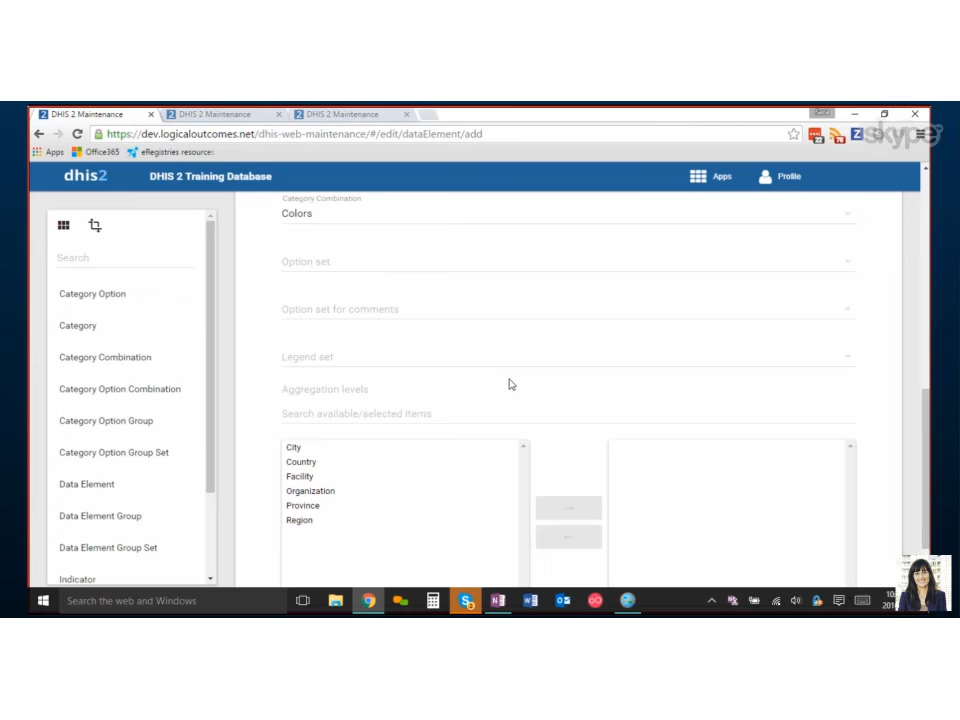 DHIS 2 Maintenance
DHIS 2 Maintenance
DHIS 2 Maintenance
https://dev.logicaloutcomes.net/dhis-web-maintenance/#/edit/dataElement/add
skype
Apps Office365 eRegistries resource:
dhis2 DHIS 2 Training Database Apps Profile
Category Combination
Colors
Search
Option set
Category Option
Option set for comments
Category
Category Combination
Legend set
Category Option Combination
Aggregation levels
Search available/selected items
Category Option Group
City
Category Option Group Set
Country
Facility
Data Element
Organization
Province
Data Element Group
Region
Data Element Group Set
Indicator
Search the web and Windows